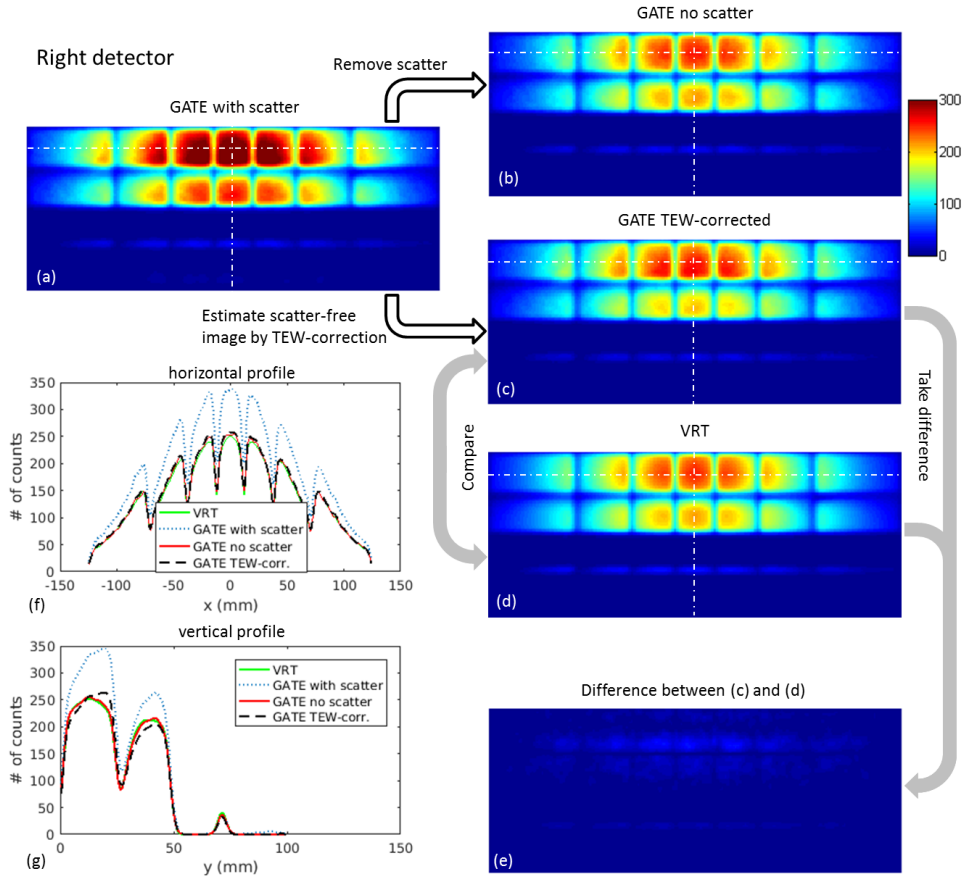 Right detector
GATE with scatter
(a)
Remove scatter
GATE no scatter
(b)
300
200
100
0
Estimate scatter-free
image by TEW-correction
GATE TEW-corrected
(c)
Compare
Take difference
VRT
(d)
Difference between (c) and (d)
(e)
horizontal profile
# of counts
350
300
250
200
150
100
50
0
-150
-100
-50
0
50
100
150
x (mm)
VRT
GATE with scatter
GATE no scatter
GATE TEW-corr.
(f)
vertical profile
# of counts
350
300
250
200
150
100
50
0
0
50
100
150
y (mm)
VRT
GATE with scatter
GATE no scatter
GATE TEW-corr.
(g)